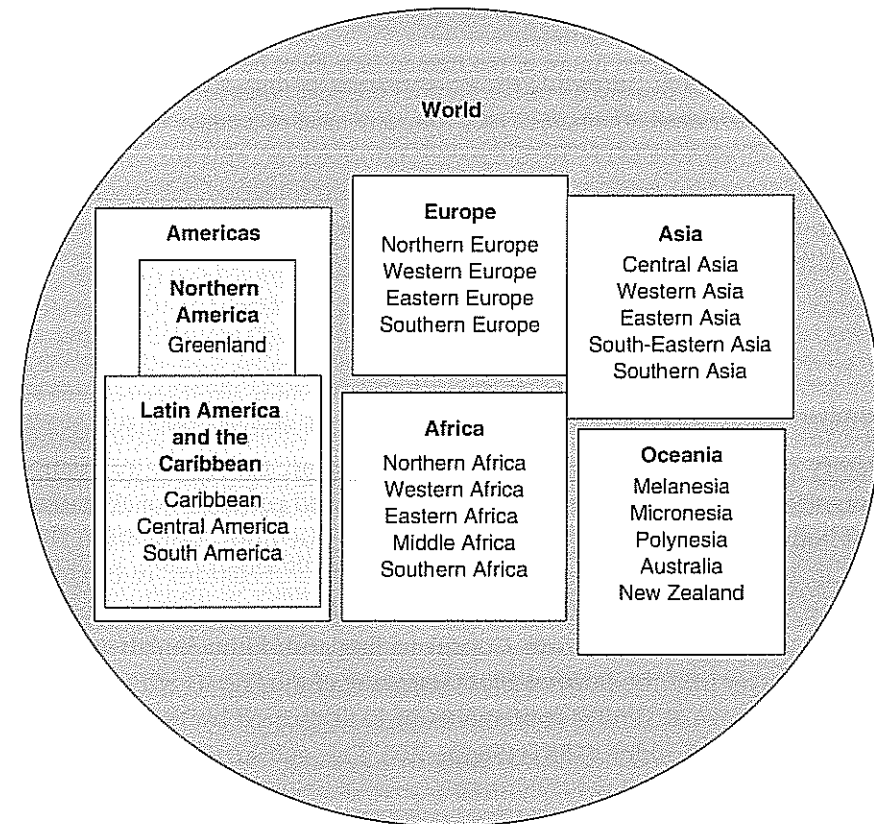 World
Americas
Northern
America
Greenland
Latin America
and the
Caribbean
Caribbean
Central America
South America
Europe
Northern Europe
Western Europe
Eastern Europe
Southern Europe
Africa
Northern Africa
Western Africa
Eastern Africa
Middle Africa
Southern Africa
Asia
Central Asia
Western Asia
Eastern Asia
South-Eastern Asia
Southern Asia
Oceania
Melanesia
Micronesia
Polynesia
Australia
New Zealand